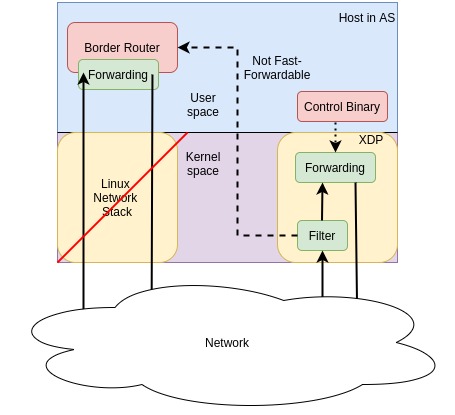 Host in AS
Border Router
Forwarding
Not Fast-
Forwardable
User
space
Control Binary
XDP
Kernel
space
Linux
Network
Stack
Forwarding
Filter
Network